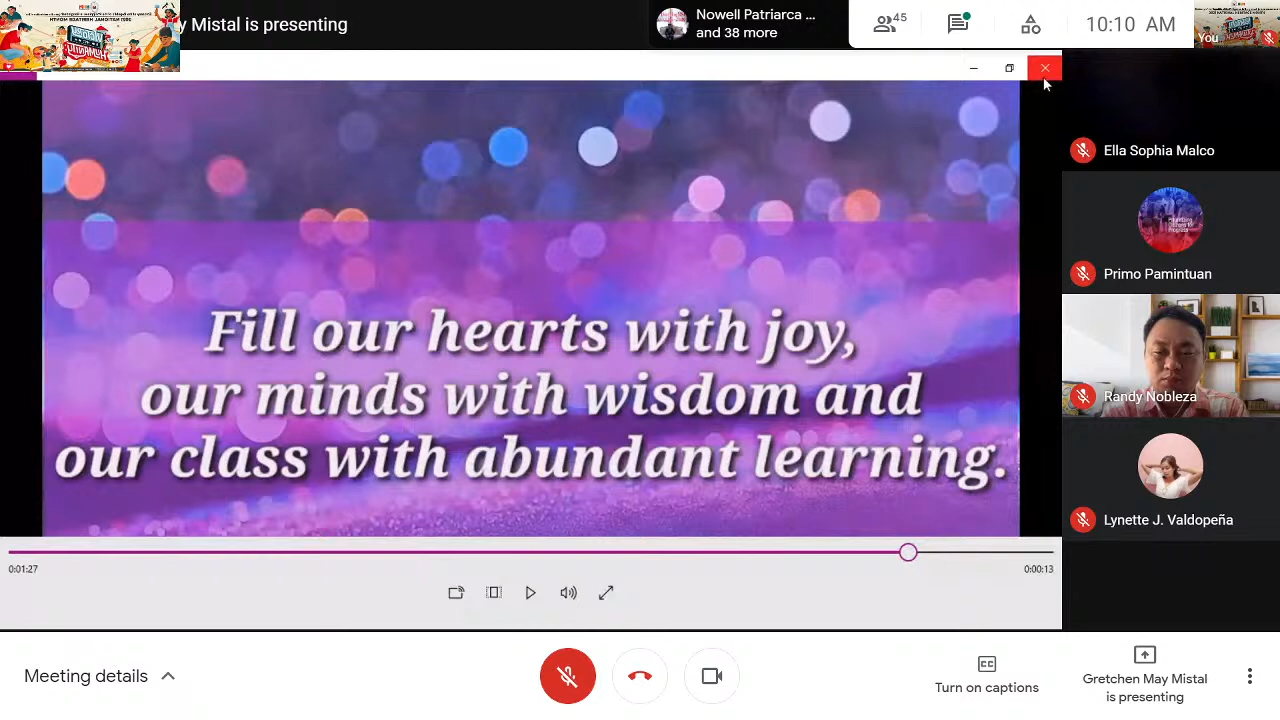 y Mistal is presenting
Nowell Patriarca ...
and 38 more
45
10:10 AM
You
Ella Sophia Malco
Primo Pamintuan
Randy Nobleza
Lynette J. Valdopeña
Fill our hearts with joy,
our minds with wisdom and
our class with abundant learning.
0:01:27
0:00:13
Meeting details
CC
Turn on captions
Gretchen May Mistal
is presenting